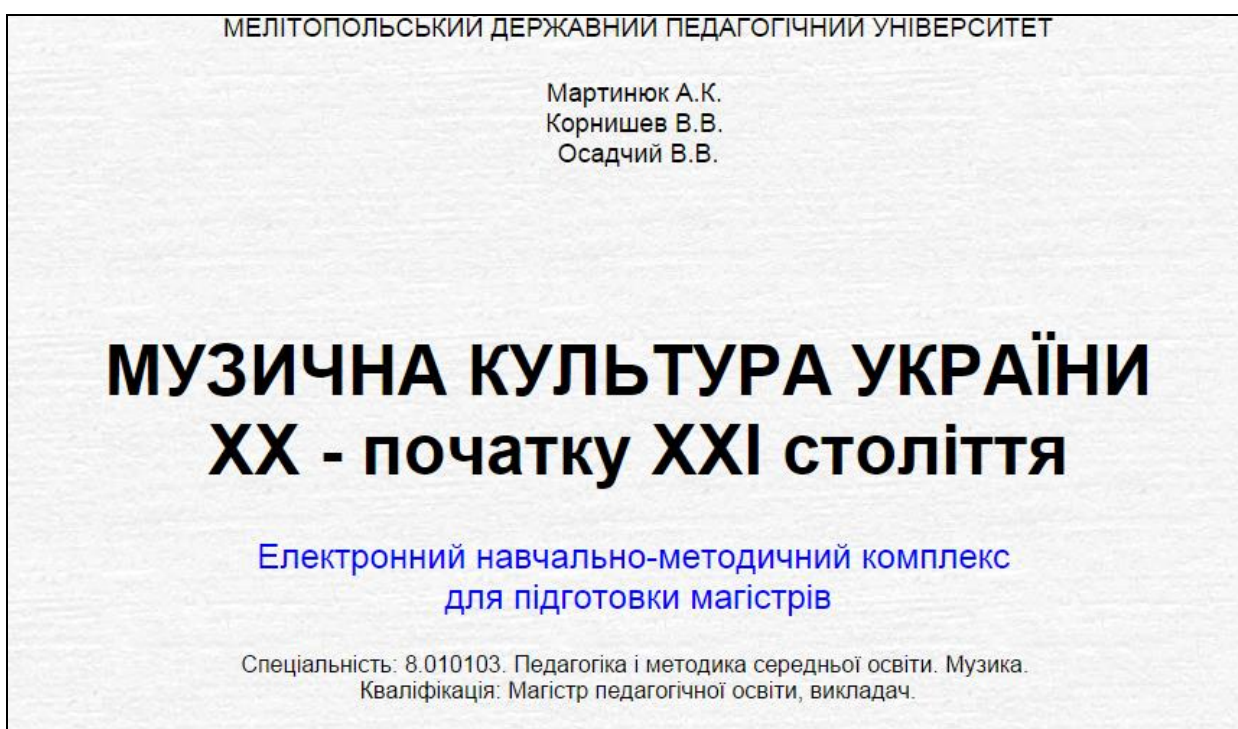 МЕЛІТОПОЛЬСЬКИЙ ДЕРЖАВНИЙ ПЕДАГОГІЧНИЙ УНІВЕРСИТЕТ
Мартинюк А.К.
Корнишев В.В.
Осадчий В.В.
МУЗИЧНА КУЛЬТУРА УКРАЇНИ
ХХ - початку ХХІ століття
Електронний навчально-методичний комплекс
для підготовки магістрів
Спеціальність: 8.010103. Педагогіка і методика середньої освіти. Музика.
Кваліфікація: Магістр педагогічної освіти, викладач.